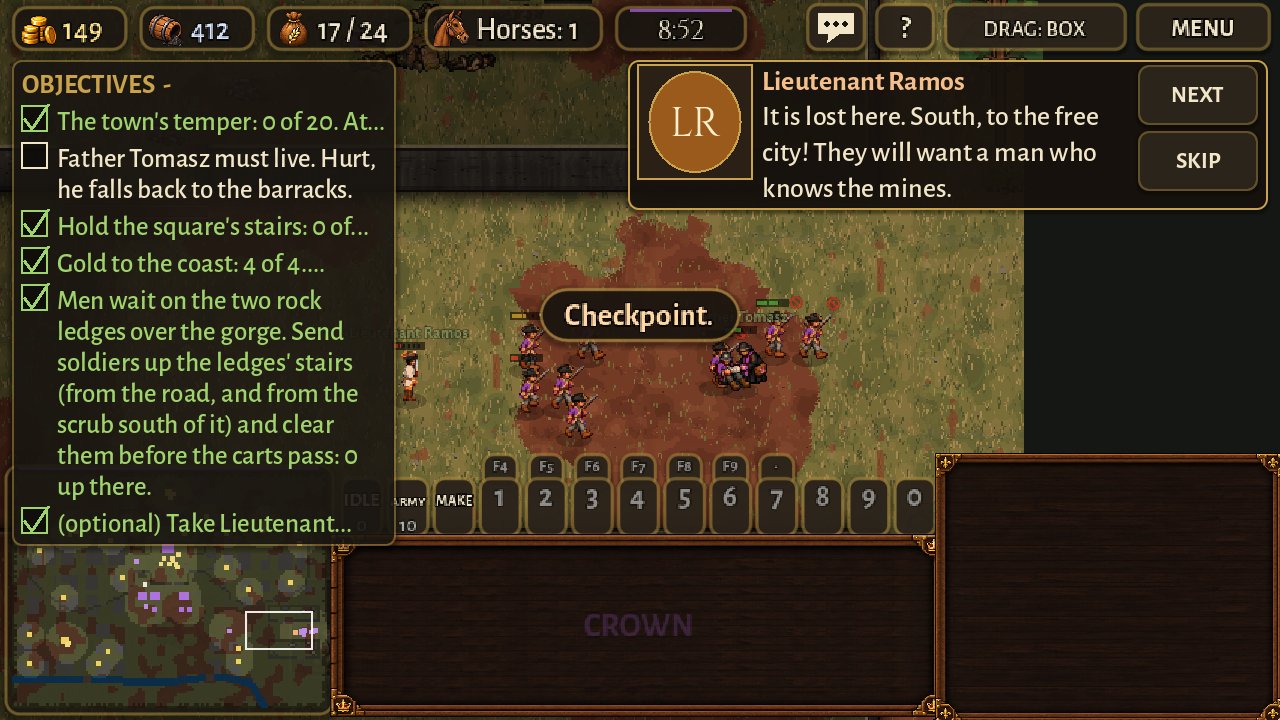 149
412
17 / 24
Horses: 1
8:52
?
DRAG: BOX
MENU
OBJECTIVES -
The town's temper: 0 of 20. At...
Father Tomasz must live. Hurt,
he falls back to the barracks.
Hold the square's stairs: 0 of...
Gold to the coast: 4 of 4....
Men wait on the two rock
ledges over the gorge. Send
soldiers up the ledges' stairs
(from the road, and from the
scrub south of it) and clear
them before the carts pass: 0
up there.
(optional) Take Lieutenant...
LR
Lieutenant Ramos
It is lost here. South, to the free
city! They will want a man who
knows the mines.
NEXT
SKIP
Checkpoint.
Ramos
Tomasz
F4
F5
F6
F7
F8
F9
IDLE
0
ARMY
10
MAKE
1
2
3
4
5
6
7
8
9
0
CROWN